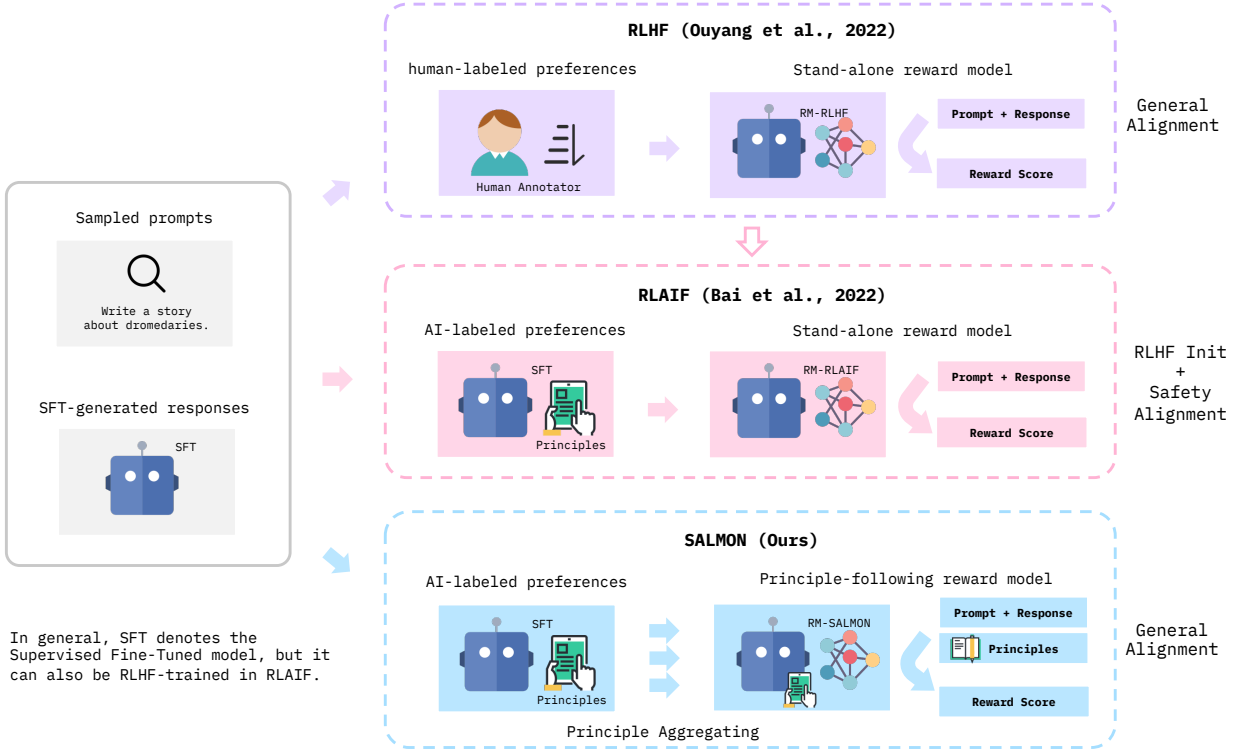 Sampled prompts
Write a story
about dromedaries.
SFT-generated responses
SFT
In general, SFT denotes the
Supervised Fine-Tuned model, but it
can also be RLHF-trained in RLAIF.
RLHF (Ouyang et al., 2022)
human-labeled preferences
Human Annotator
Stand-alone reward model
RM-RLHF
Prompt + Response
Reward Score
General
Alignment
RLAIF (Bai et al., 2022)
AI-labeled preferences
SFT
Principles
Stand-alone reward model
RM-RLAIF
Prompt + Response
Reward Score
RLHF Init
+
Safety
Alignment
SALMON (Ours)
AI-labeled preferences
SFT
Principles
Principle Aggregating
Principle-following reward model
RM-SALMON
Prompt + Response
Principles
Reward Score
General
Alignment